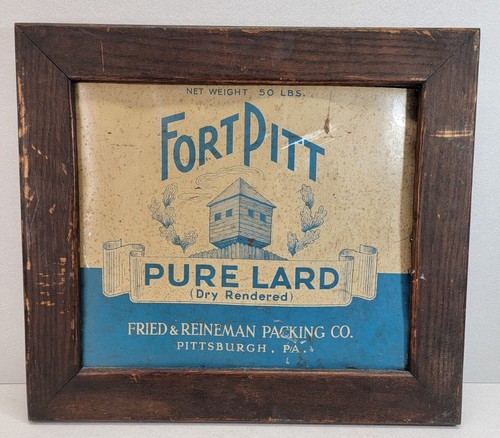 NET WEIGHT 50 LBS.
FORT PITT
PURE LARD
(Dry Rendered)
FRIED & REINEMAN PACKING CO.
PITTSBURGH, PA.